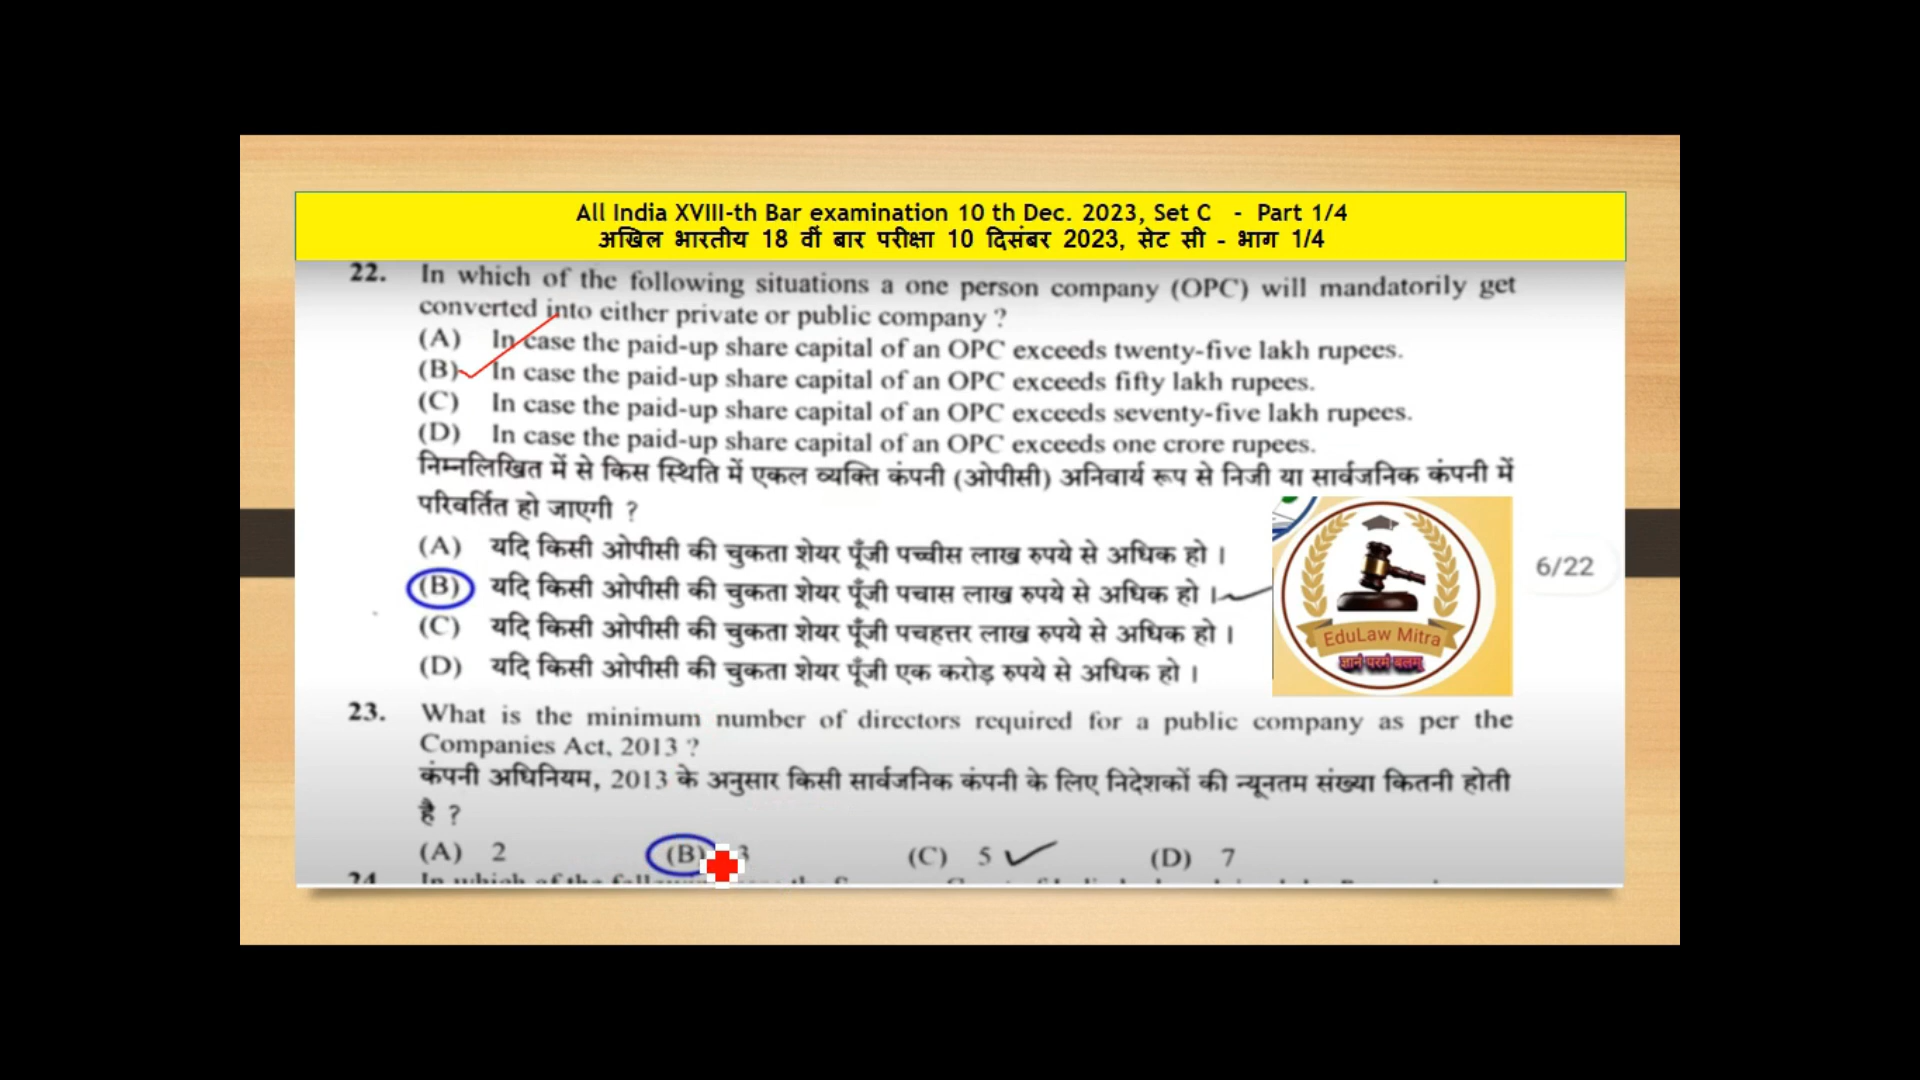 All India XVIII-th Bar examination 10 th Dec. 2023, Set C - Part 1/4
अखिल भारतीय 18 वीं बार परीक्षा 10 दिसंबर 2023, सेट सी - भाग 1/4
22. In which of the following situations a one person company (OPC) will mandatorily get
converted into either private or public company ?
(A) In case the paid-up share capital of an OPC exceeds twenty-five lakh rupees.
(B) In case the paid-up share capital of an OPC exceeds fifty lakh rupees.
(C) In case the paid-up share capital of an OPC exceeds seventy-five lakh rupees.
(D) In case the paid-up share capital of an OPC exceeds one crore rupees.
निम्नलिखित में से किस स्थिति में एकल व्यक्ति कंपनी (ओपीसी) अनिवार्य रूप से निजी या सार्वजनिक कंपनी में
परिवर्तित हो जाएगी ?
(A) यदि किसी ओपीसी की चुकता शेयर पूँजी पच्चीस लाख रुपये से अधिक हो ।
(B) यदि किसी ओपीसी की चुकता शेयर पूँजी पचास लाख रुपये से अधिक हो ।
(C) यदि किसी ओपीसी की चुकता शेयर पूँजी पचहत्तर लाख रुपये से अधिक हो ।
(D) यदि किसी ओपीसी की चुकता शेयर पूँजी एक करोड़ रुपये से अधिक हो ।
EduLaw Mitra
ज्ञानं परमं बलम्
6/22
23. What is the minimum number of directors required for a public company as per the
Companies Act, 2013 ?
कंपनी अधिनियम, 2013 के अनुसार किसी सार्वजनिक कंपनी के लिए निदेशकों की न्यूनतम संख्या कितनी होती
है ?
(A) 2 (B) 3 (C) 5 (D) 7
24 In which of the